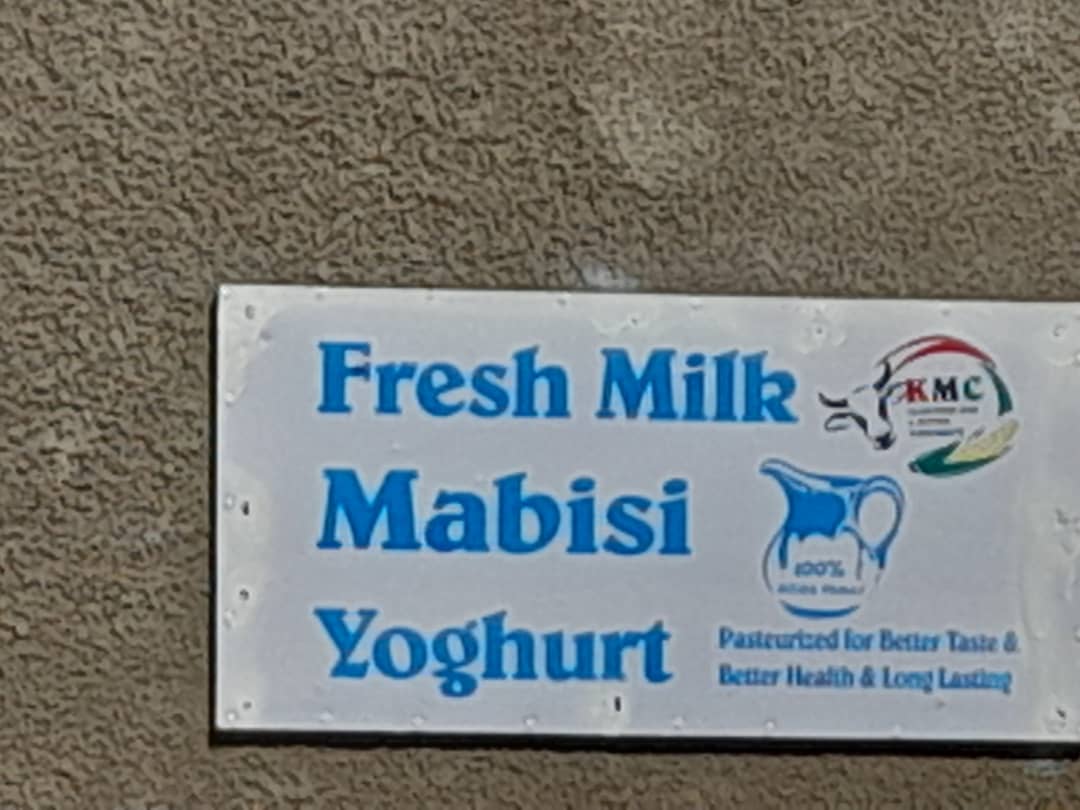 Fresh Milk
KMC
Mabisi
100%
Yoghurt
Pasteurized for Better Taste &
Better Health & Long Lasting